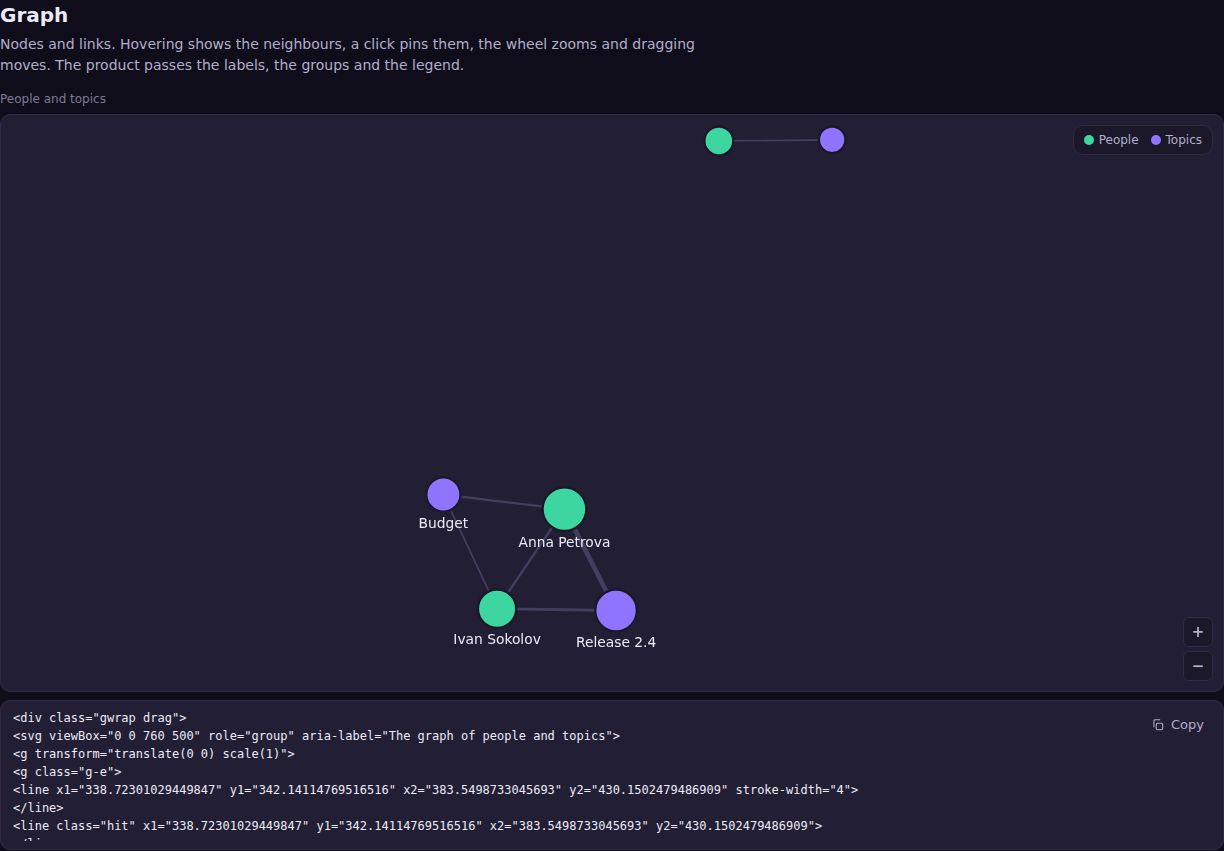 Graph
Nodes and links. Hovering shows the neighbours, a click pins them, the wheel zooms and dragging
moves. The product passes the labels, the groups and the legend.
People and topics
People Topics
Budget
Anna Petrova
Ivan Sokolov
Release 2.4
+
−
Copy
<div class="gwrap drag">
<svg viewBox="0 0 760 500" role="group" aria-label="The graph of people and topics">
<g transform="translate(0 0) scale(1)">
<g class="g-e">
<line x1="338.72301029449847" y1="342.14114769516516" x2="383.5498733045693" y2="430.1502479486909" stroke-width="4">
</line>
<line class="hit" x1="338.72301029449847" y1="342.14114769516516" x2="383.5498733045693" y2="430.1502479486909">